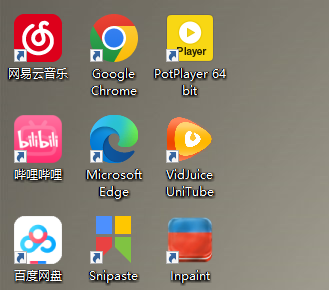 Player
网易云音乐
Google
Chrome
PotPlayer 64
bit
bilibili
哔哩哔哩
Microsoft
Edge
VidJuice
UniTube
百度网盘
Snipaste
Inpaint